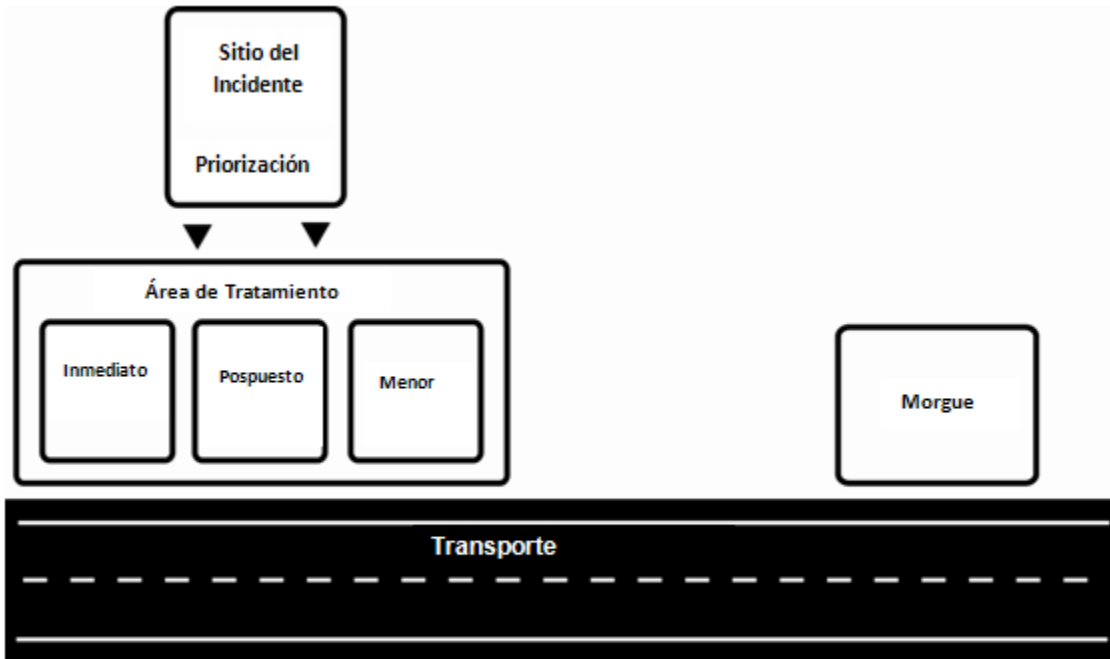 Sitio del
Incidente
Priorización
Área de Tratamiento
Inmediato
Pospuesto
Menor
Morgue
Transporte